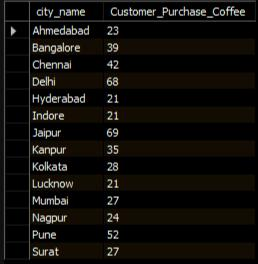 city_name Customer_Purchase_Coffee
Ahmedabad 23
Bangalore 39
Chennai 42
Delhi 68
Hyderabad 21
Indore 21
Jaipur 69
Kanpur 35
Kolkata 28
Lucknow 21
Mumbai 27
Nagpur 24
Pune 52
Surat 27